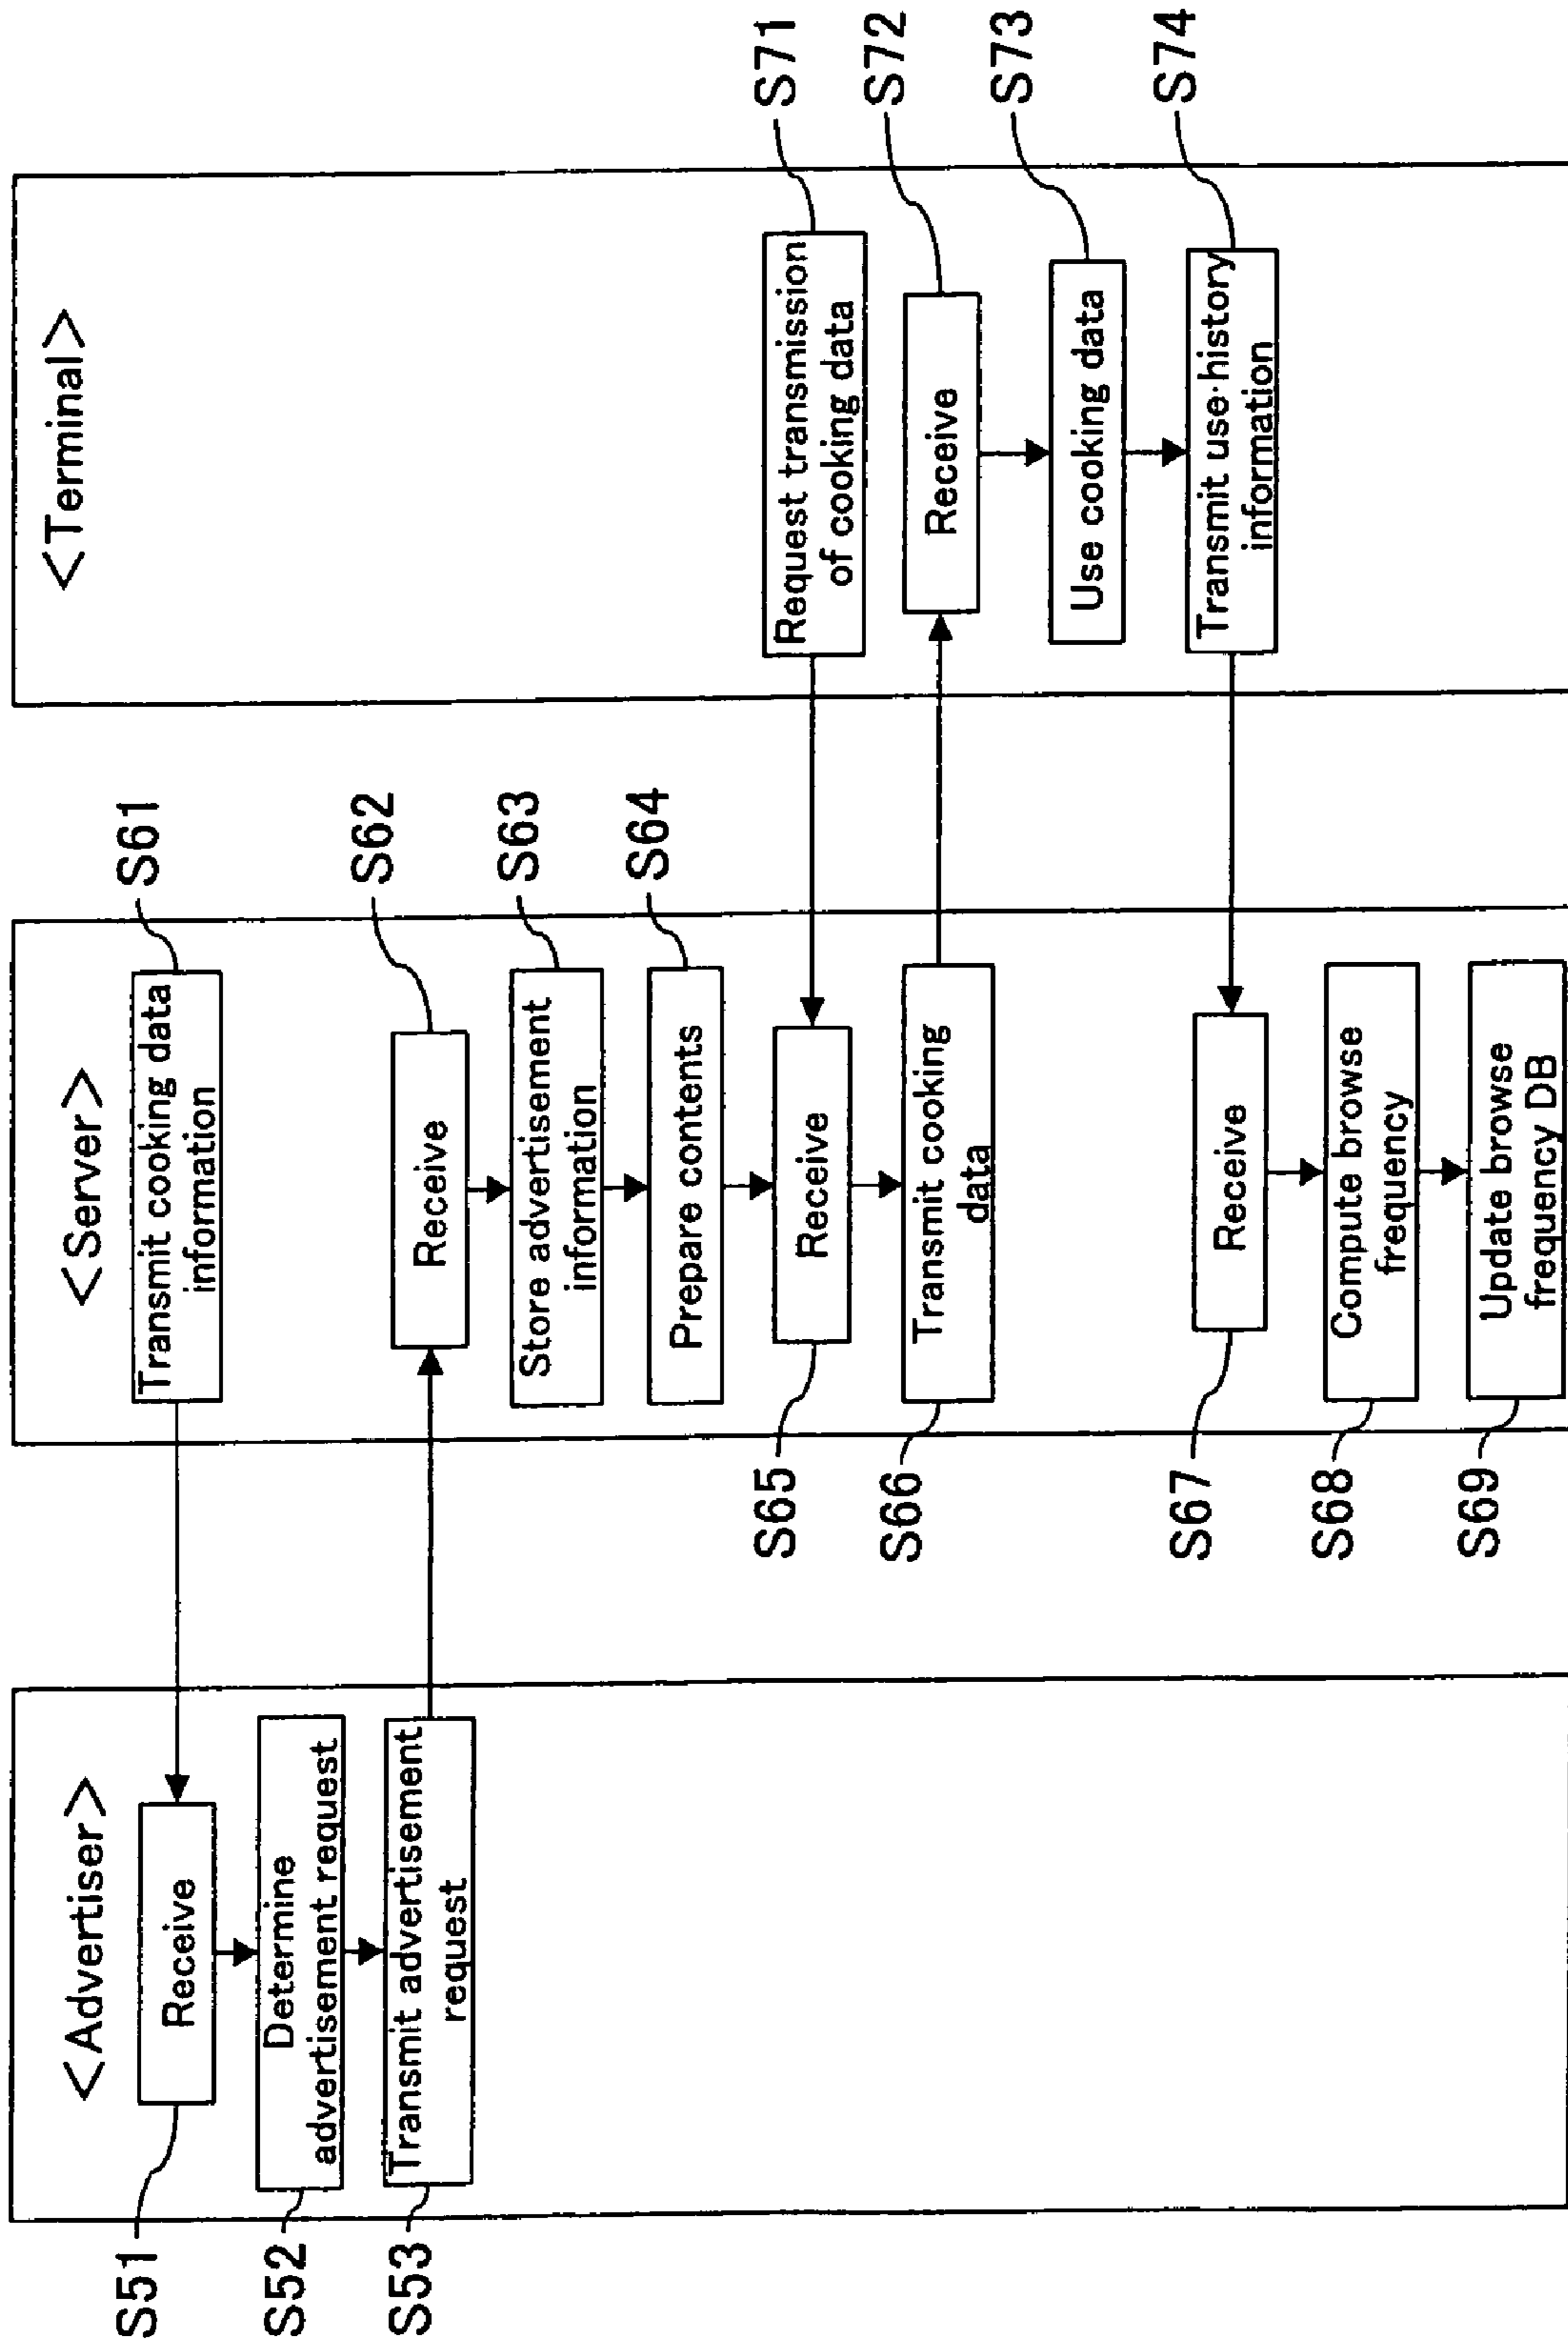 <Advertiser>
S51
Receive
S52
Determine
advertisement request
S53
Transmit advertisement
request
<Server>
S61
Transmit cooking data
information
S62
Receive
S63
Store advertisement
information
S64
Prepare contents
S65
Receive
S66
Transmit cooking
data
S67
Receive
S68
Compute browse
frequency
S69
Update browse
frequency DB
<Terminal>
S71
Request transmission
of cooking data
S72
Receive
S73
Use cooking data
S74
Transmit use·history
information